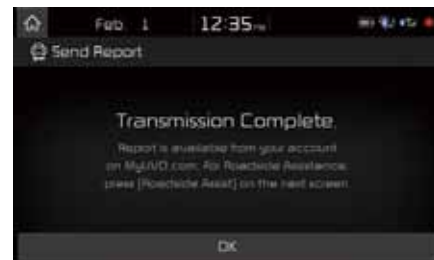 Feb. 1 12:35
Send Report
Transmission Complete.
Report is available from your account
on MyUVO.com. For Roadside Assistance,
press [Roadside Assist] on the next screen
OK